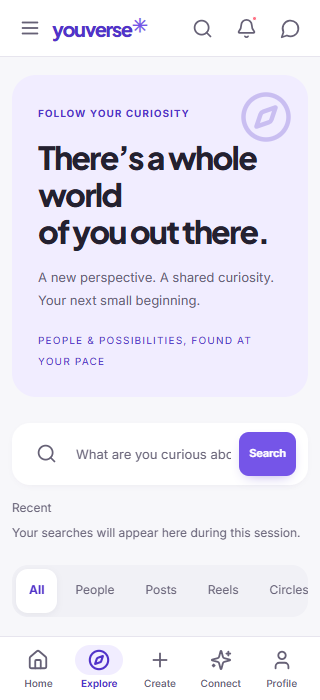 youverse
FOLLOW YOUR CURIOSITY
There’s a whole
world
of you out there.
A new perspective. A shared curiosity.
Your next small beginning.
PEOPLE & POSSIBILITIES, FOUND AT
YOUR PACE
What are you curious abo
Search
Recent
Your searches will appear here during this session.
All
People
Posts
Reels
Circles
Home
Explore
Create
Connect
Profile